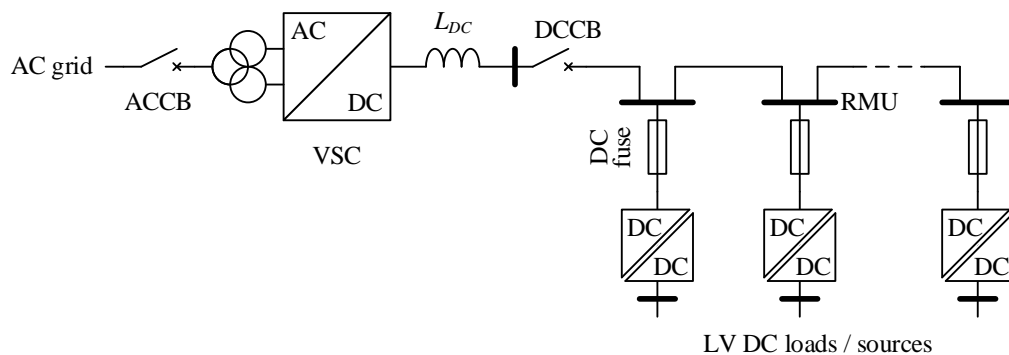 AC grid
ACCB
AC
DC
VSC
L_DC
DCCB
RMU
DC
fuse
DC
DC
DC
DC
DC
DC
LV DC loads / sources